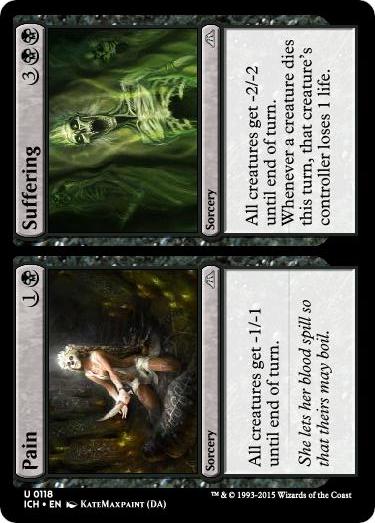 Pain 1
Sorcery
All creatures get -1/-1
until end of turn.
She lets her blood spill so
that theirs may boil.
Suffering 3
Sorcery
All creatures get -2/-2
until end of turn.
Whenever a creature dies
this turn, that creature's
controller loses 1 life.
U 0118
ICH • EN KATEMAXPAINT (DA)
™ & © 1993-2015 Wizards of the Coast